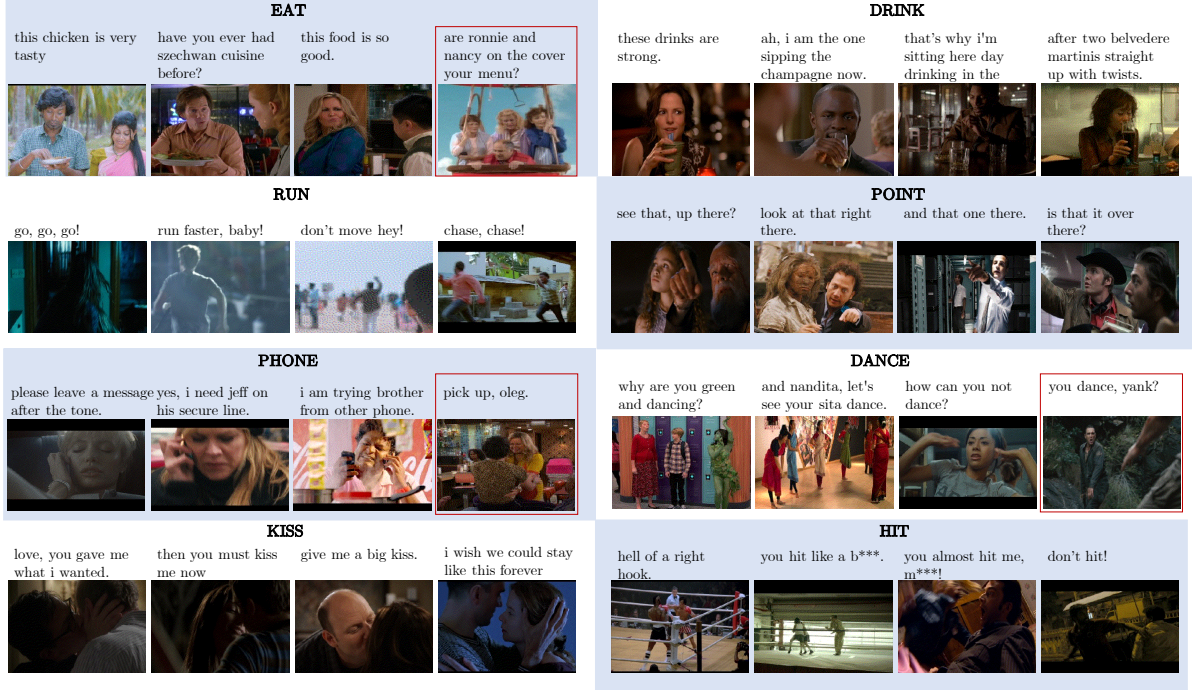 EAT
this chicken is very
tasty
have you ever had
szechwan cuisine
before?
this food is so
good.
are ronnie and
nancy on the cover
your menu?
DRINK
these drinks are
strong.
ah, i am the one
sipping the
champagne now.
that's why i'm
sitting here day
drinking in the
after two belvedere
martinis straight
up with twists.
RUN
go, go, go!
run faster, baby!
don't move hey!
chase, chase!
POINT
see that, up there?
look at that right
there.
and that one there.
is that it over
there?
PHONE
please leave a message
after the tone.
yes, i need jeff on
his secure line.
i am trying brother
from other phone.
pick up, oleg.
DANCE
why are you green
and dancing?
and nandita, let's
see your sita dance.
how can you not
dance?
you dance, yank?
KISS
love, you gave me
what i wanted.
then you must kiss
me now
give me a big kiss.
i wish we could stay
like this forever
HIT
hell of a right
hook.
you hit like a b***.
you almost hit me,
m***!
don't hit!